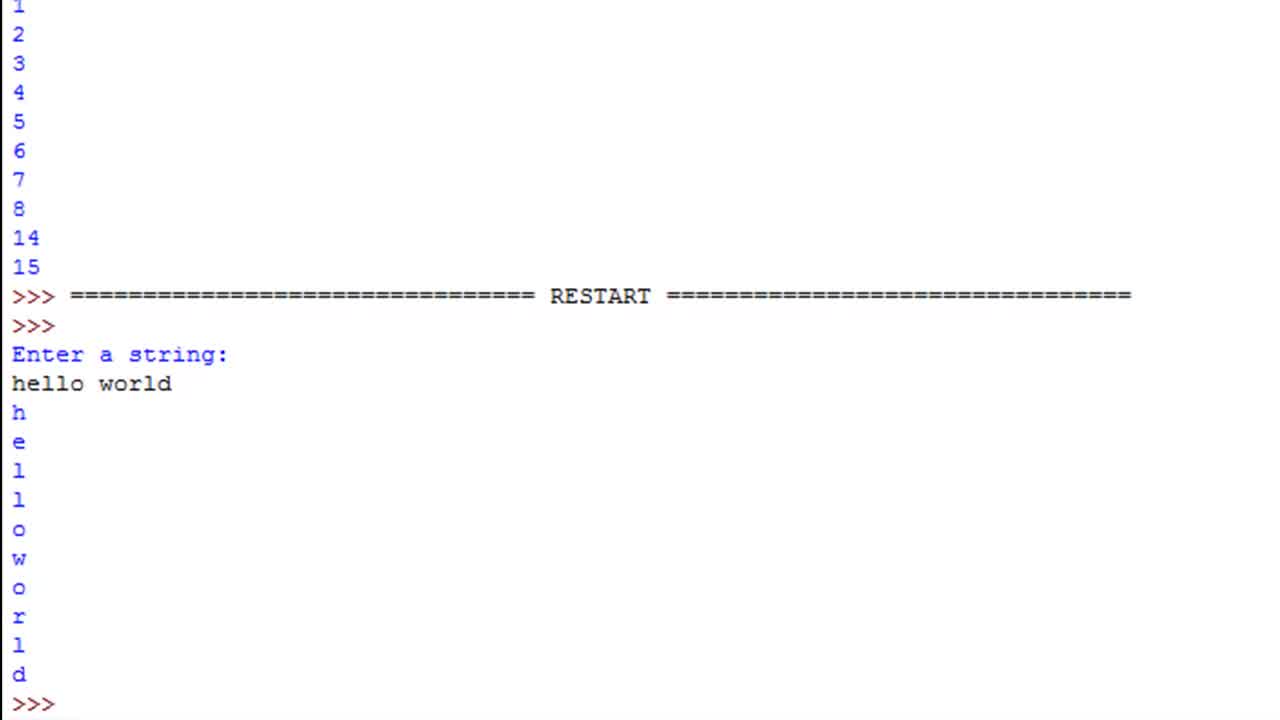 1
2
3
4
5
6
7
8
14
15
>>> ================================ RESTART ================================
>>>
Enter a string:
hello world
h
e
l
l
o
w
o
r
l
d
>>>